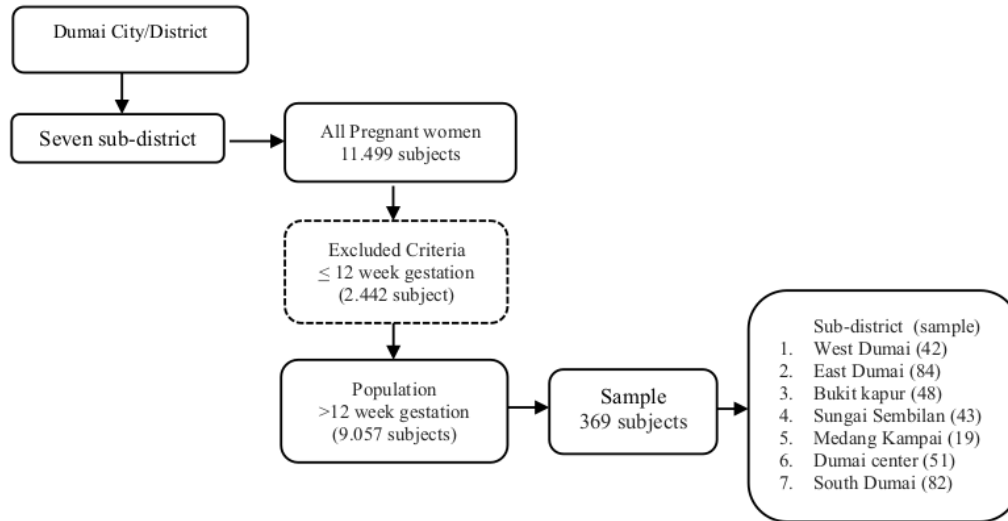 Dumai City/District
Seven sub-district
All Pregnant women
11.499 subjects
Excluded Criteria
≤ 12 week gestation
(2.442 subject)
Population
>12 week gestation
(9.057 subjects)
Sample
369 subjects
Sub-district (sample)
1. West Dumai (42)
2. East Dumai (84)
3. Bukit kapur (48)
4. Sungai Sembilan (43)
5. Medang Kampai (19)
6. Dumai center (51)
7. South Dumai (82)